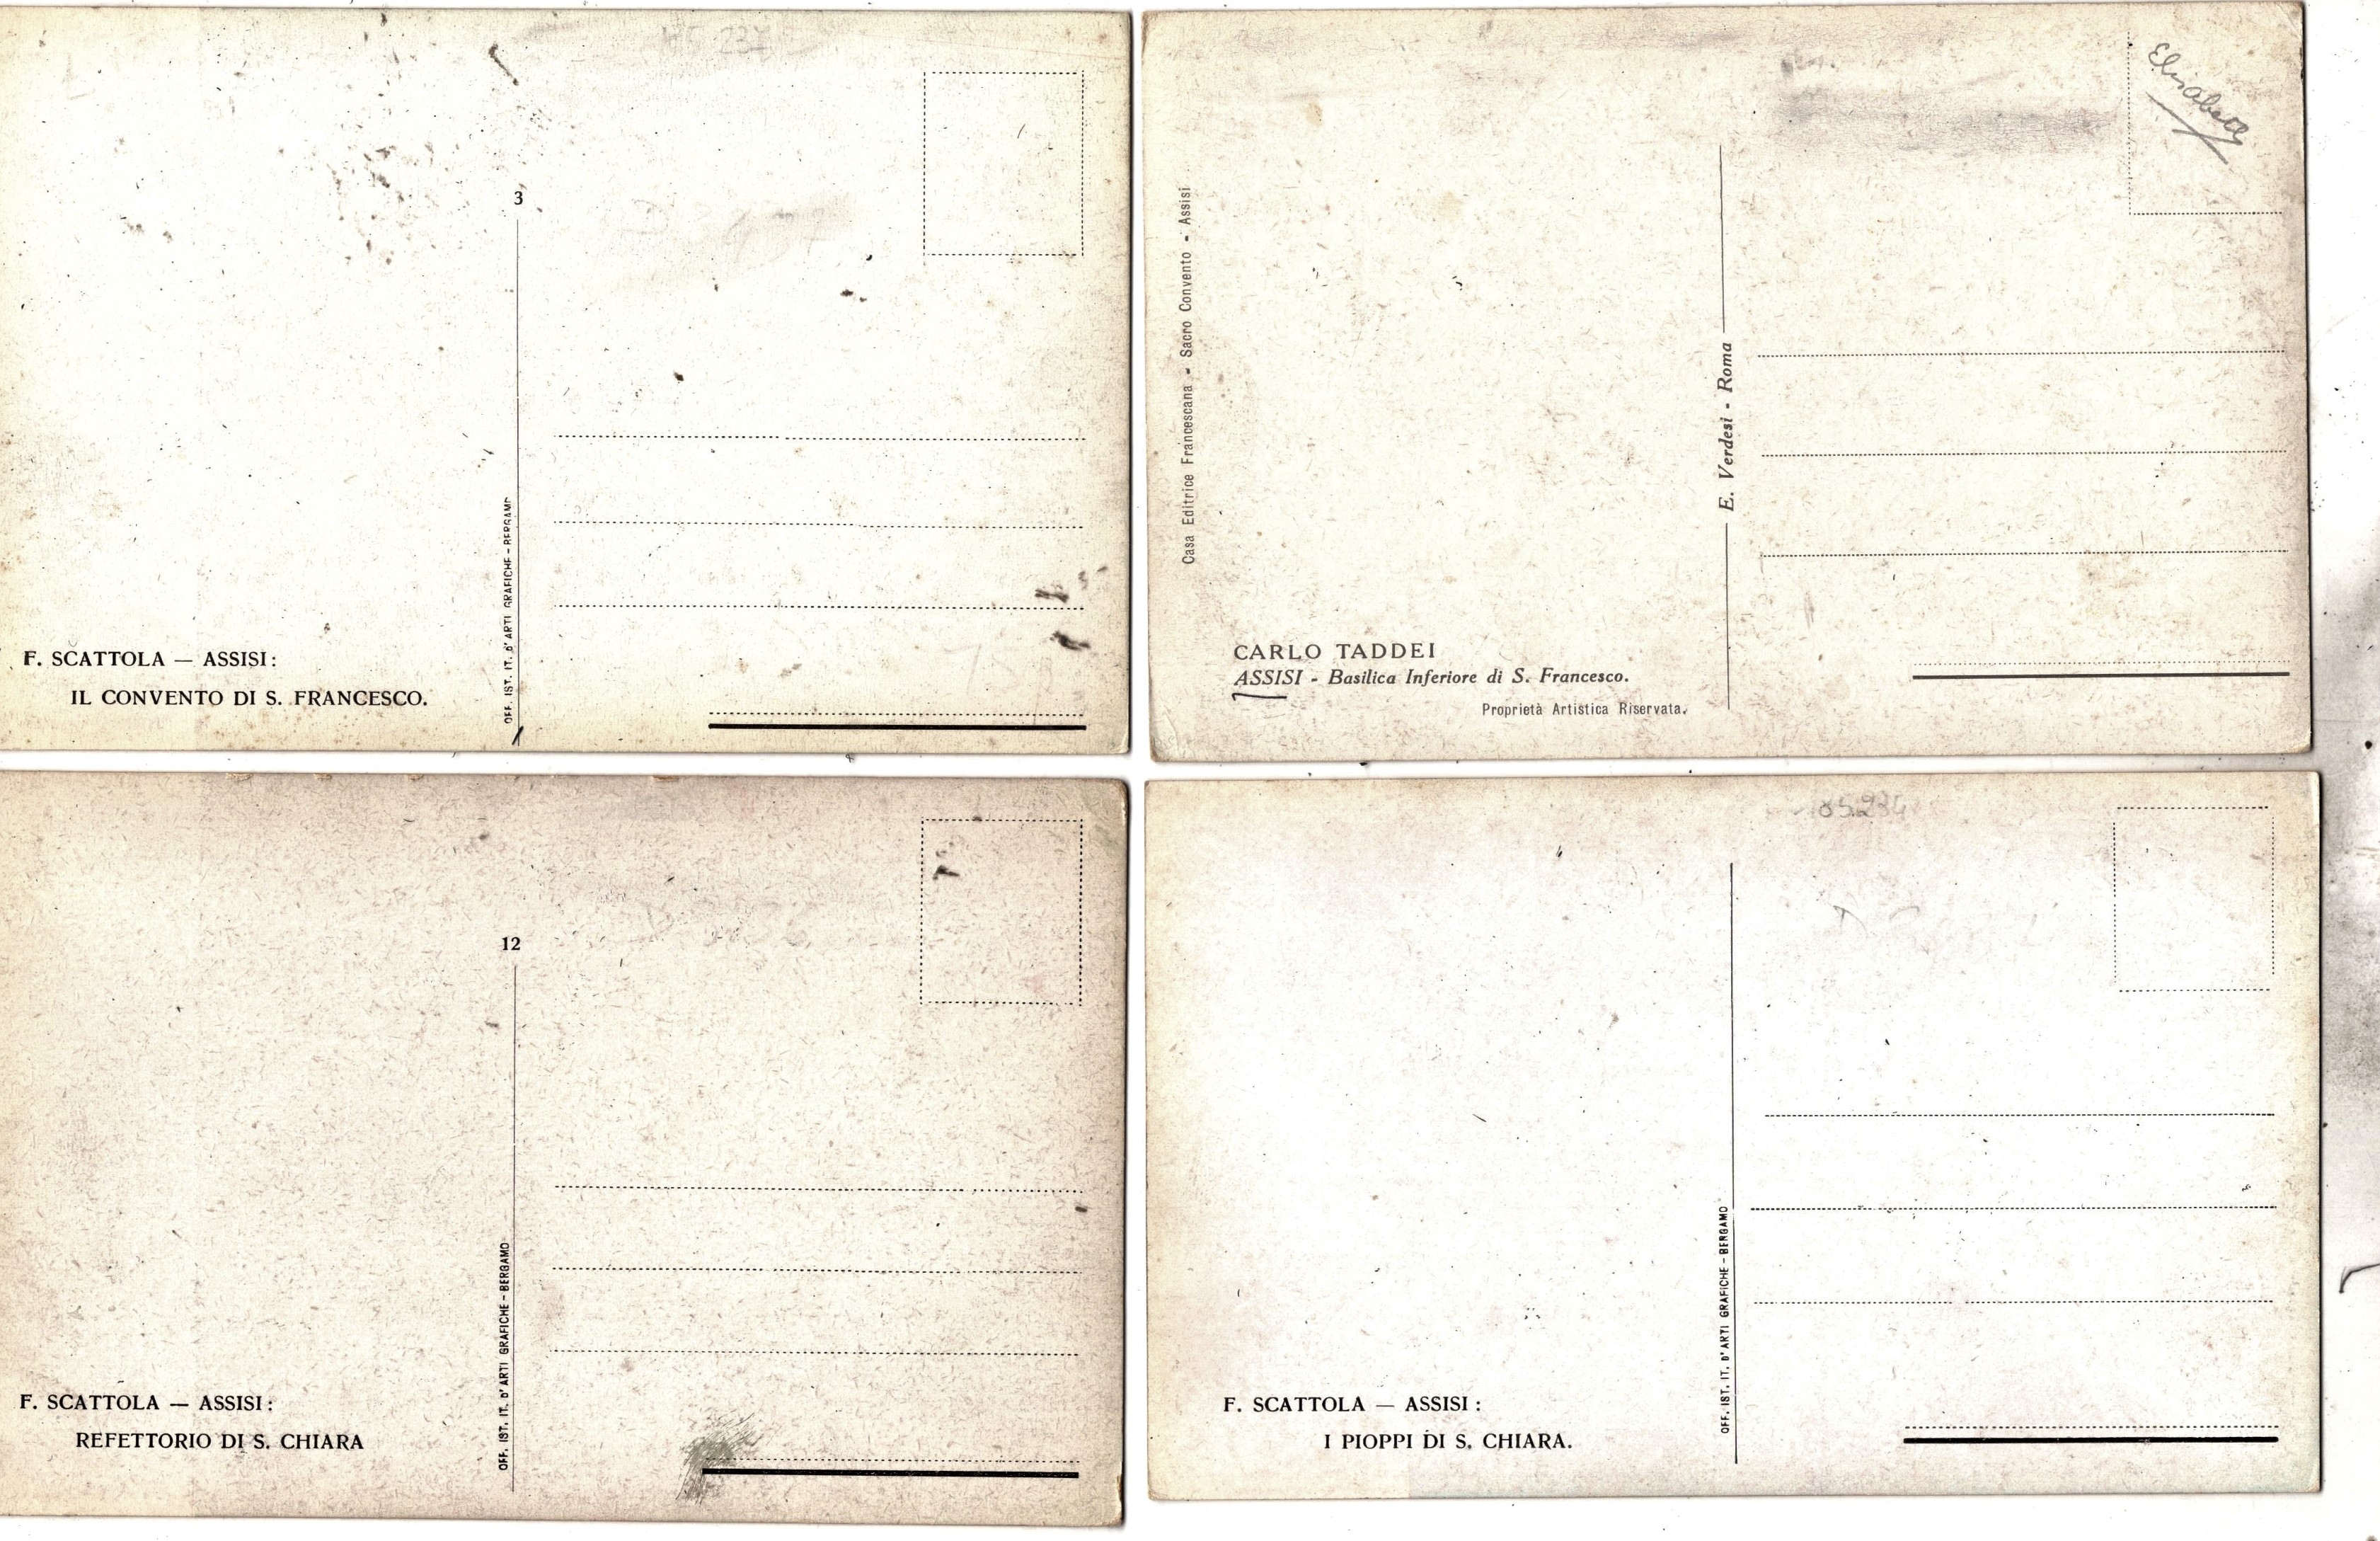 3
OFF. IST. IT. D'ARTI GRAFICHE - BERGAMO
F. SCATTOLA — ASSISI:
IL CONVENTO DI S. FRANCESCO.
Elisabeth
Casa Editrice Francescana - Sacro Convento - Assisi
E. Verdesi - Roma
CARLO TADDEI
ASSISI - Basilica Inferiore di S. Francesco.
Proprietà Artistica Riservata.
12
OFF. IST. IT. D'ARTI GRAFICHE - BERGAMO
F. SCATTOLA — ASSISI:
REFETTORIO DI S. CHIARA
OFF. IST. IT. D'ARTI GRAFICHE - BERGAMO
F. SCATTOLA — ASSISI:
I PIOPPI DI S. CHIARA.